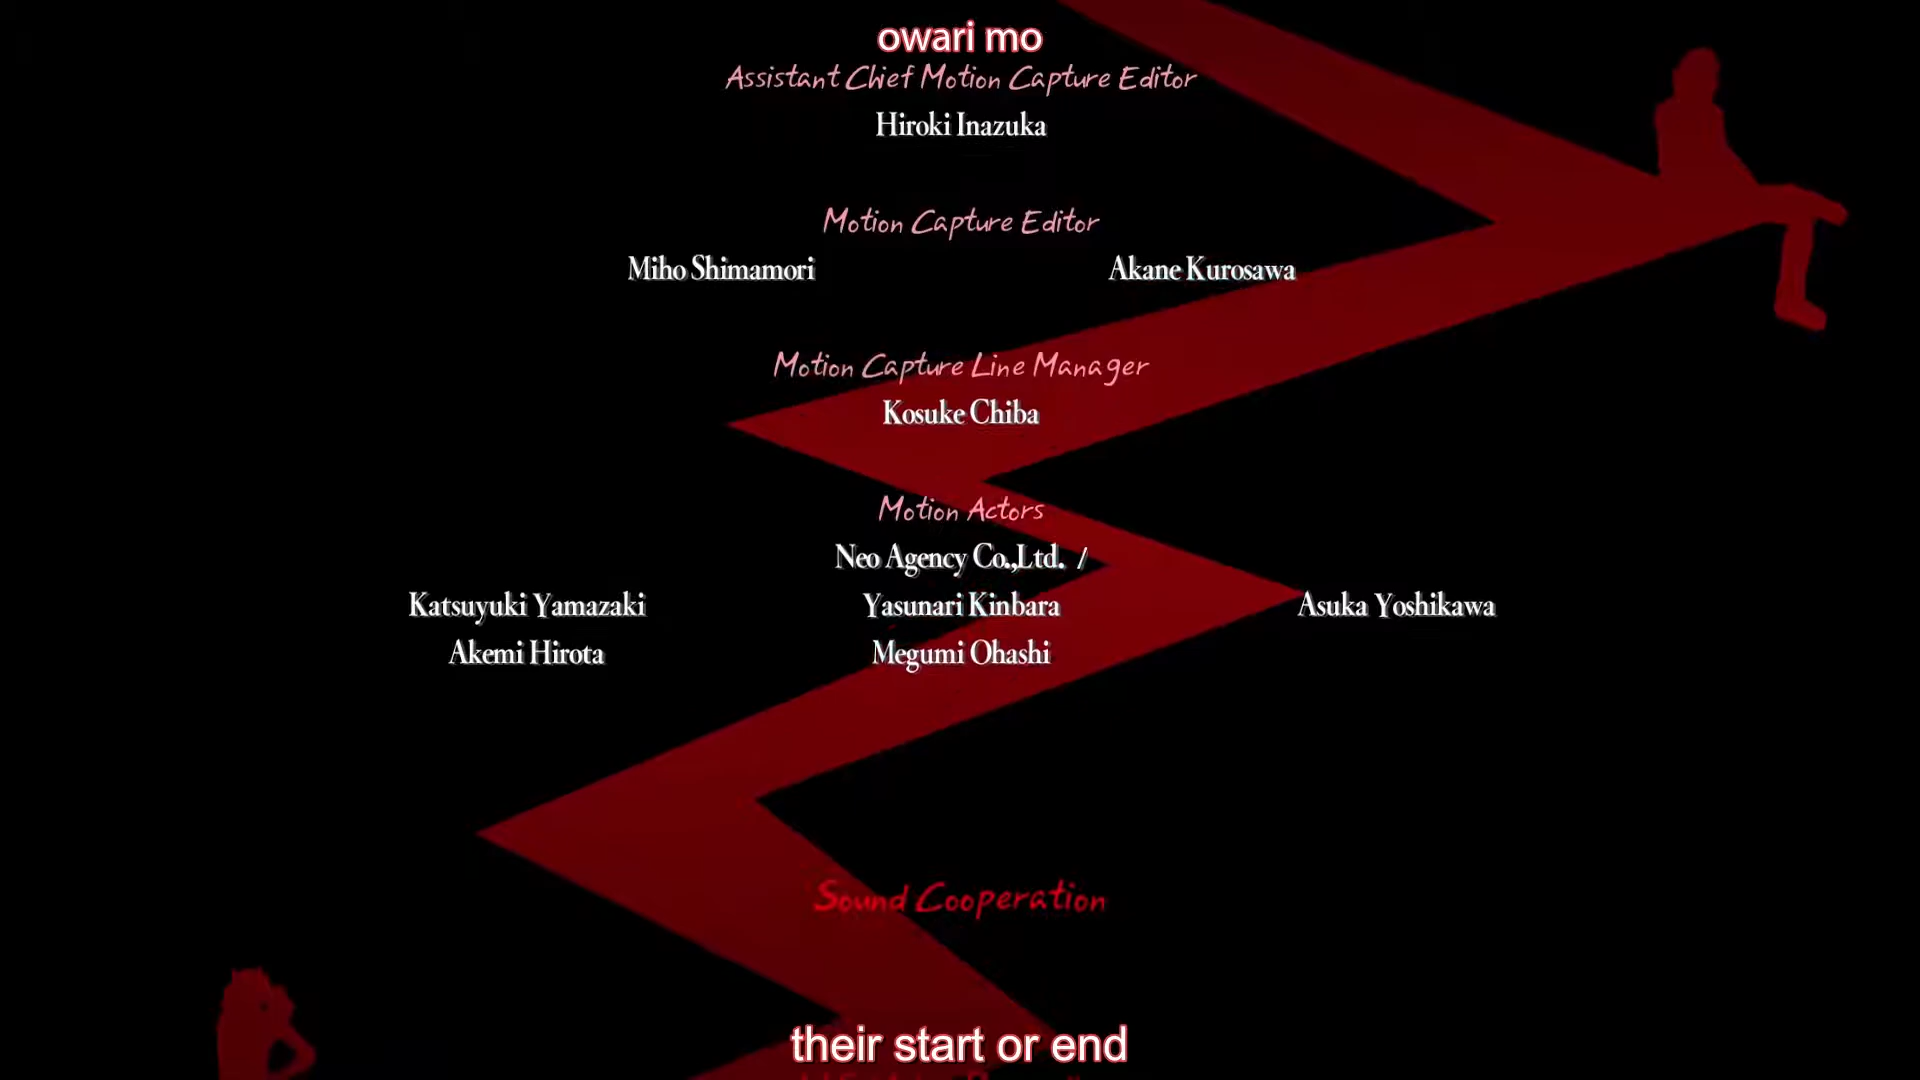 owari mo
Assistant Chief Motion Capture Editor
Hiroki Inazuka
Motion Capture Editor
Miho Shimamori Akane Kurosawa
Motion Capture Line Manager
Kosuke Chiba
Motion Actors
Neo Agency Co.,Ltd. /
Katsuyuki Yamazaki Yasunari Kinbara Asuka Yoshikawa
Akemi Hirota Megumi Ohashi
Sound Cooperation
their start or end